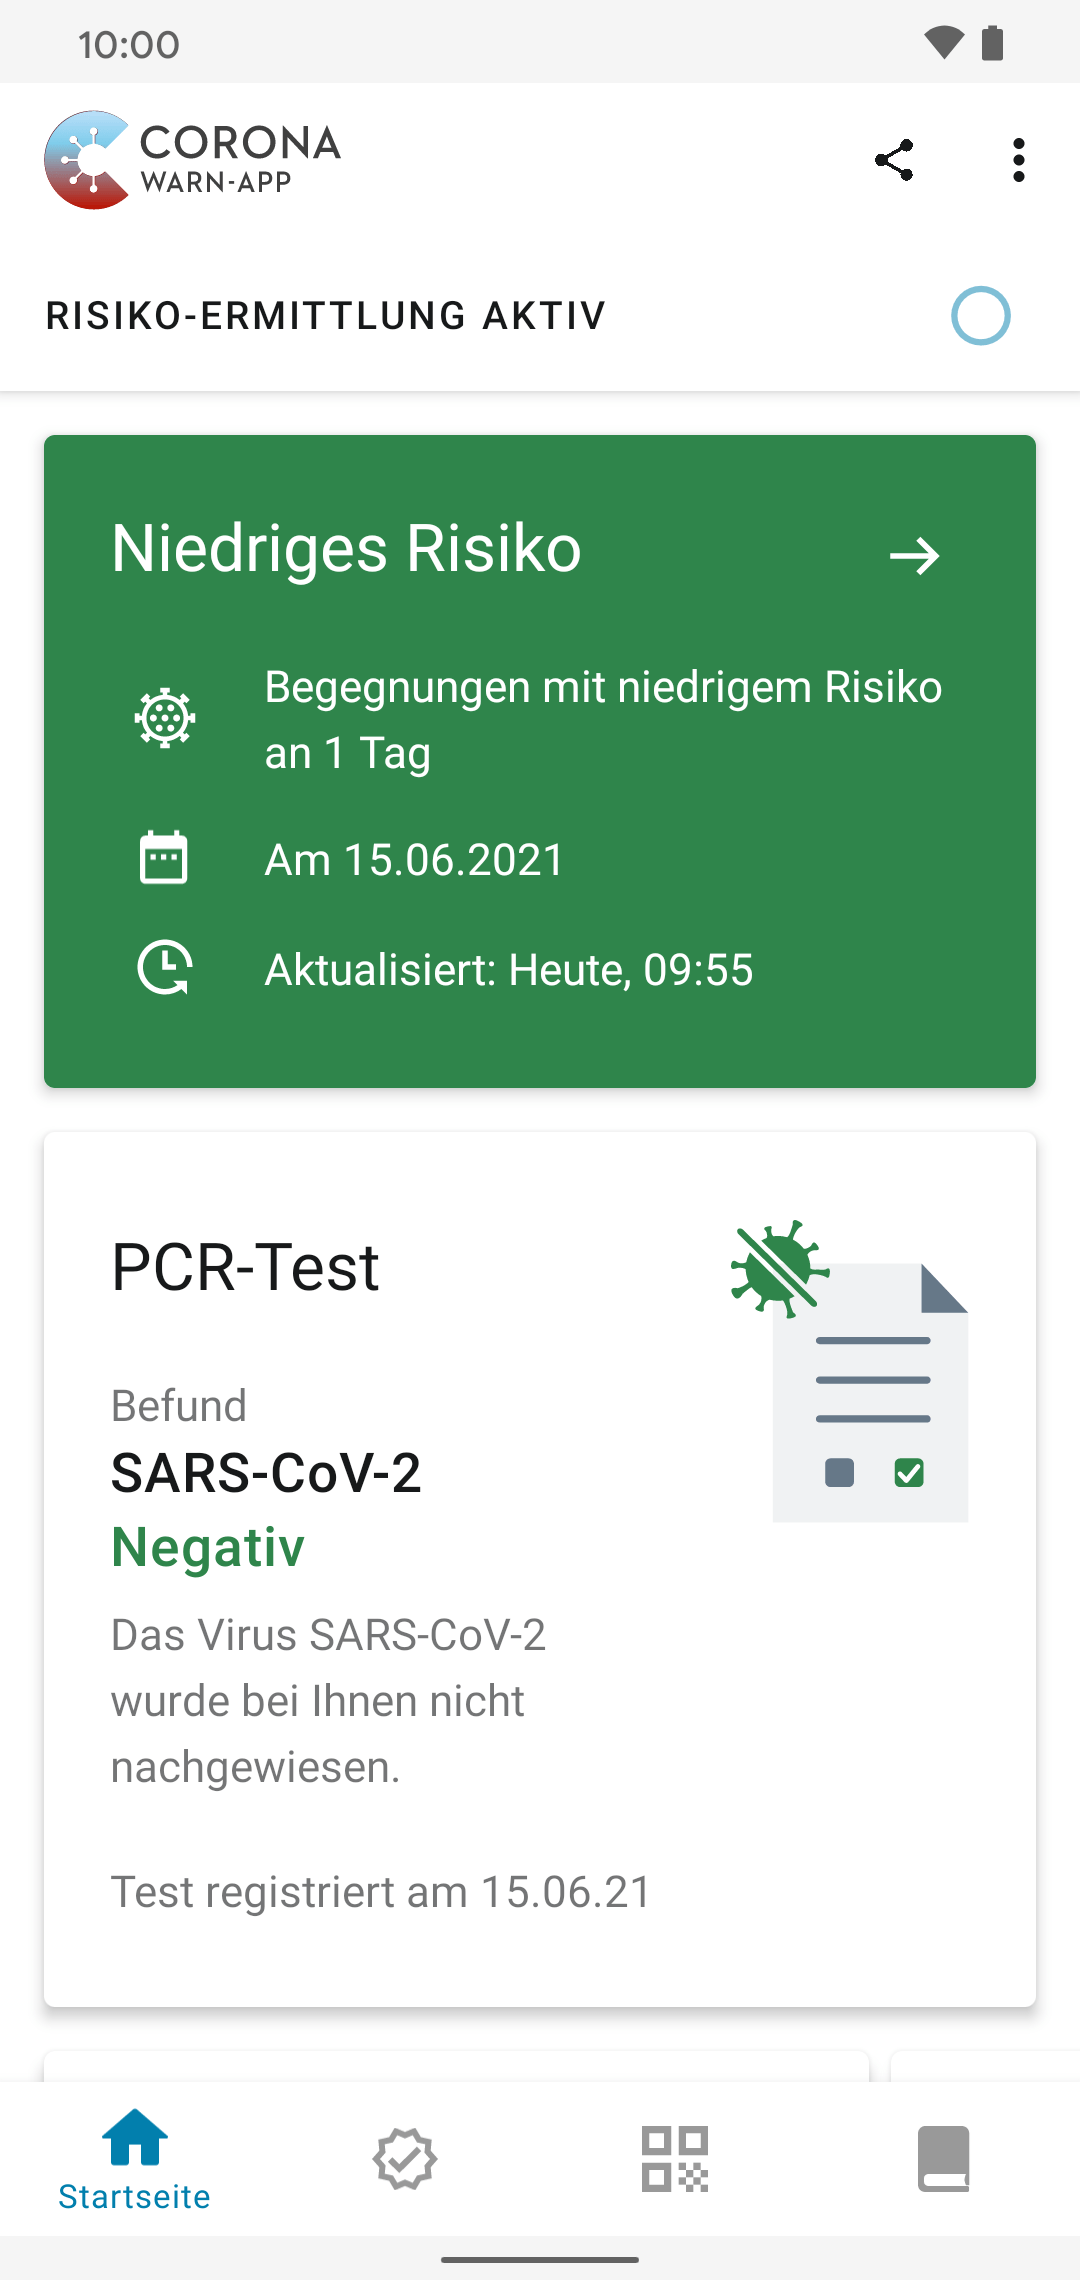 10:00
CORONA
WARN-APP
RISIKO-ERMITTLUNG AKTIV
Niedriges Risiko
Begegnungen mit niedrigem Risiko
an 1 Tag
Am 15.06.2021
Aktualisiert: Heute, 09:55
PCR-Test
Befund
SARS-CoV-2
Negativ
Das Virus SARS-CoV-2
wurde bei Ihnen nicht
nachgewiesen.
Test registriert am 15.06.21
Startseite